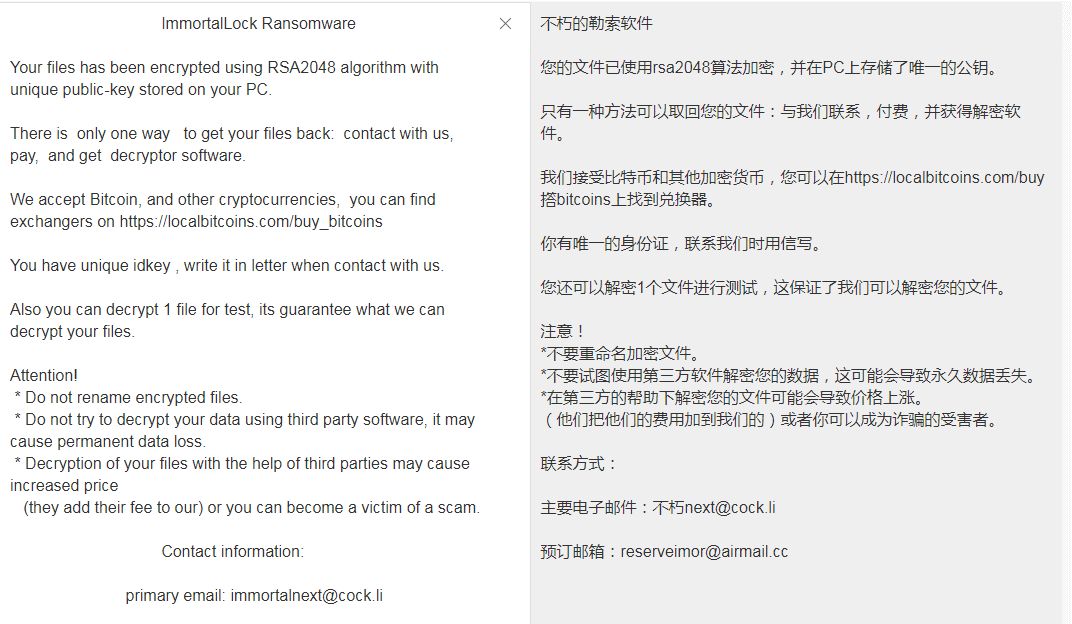 ImmortalLock Ransomware
Your files has been encrypted using RSA2048 algorithm with
unique public-key stored on your PC.
There is only one way to get your files back: contact with us,
pay, and get decryptor software.
We accept Bitcoin, and other cryptocurrencies, you can find
exchangers on https://localbitcoins.com/buy_bitcoins
You have unique idkey , write it in letter when contact with us.
Also you can decrypt 1 file for test, its guarantee what we can
decrypt your files.
Attention!
* Do not rename encrypted files.
* Do not try to decrypt your data using third party software, it may
cause permanent data loss.
* Decryption of your files with the help of third parties may cause
increased price
(they add their fee to our) or you can become a victim of a scam.
Contact information:
primary email: immortalnext@cock.li
不朽的勒索软件
您的文件已使用rsa2048算法加密，并在PC上存储了唯一的公钥。
只有一种方法可以取回您的文件：与我们联系，付费，并获得解密软
件。
我们接受比特币和其他加密货币，您可以在https://localbitcoins.com/buy
撘bitcoins上找到兑换器。
你有唯一的身份证，联系我们时用信写。
您还可以解密1个文件进行测试，这保证了我们可以解密您的文件。
注意！
*不要重命名加密文件。
*不要试图使用第三方软件解密您的数据，这可能会导致永久数据丢失。
*在第三方的帮助下解密您的文件可能会导致价格上涨。
（他们把他们的费用加到我们的）或者你可以成为诈骗的受害者。
联系方式：
主要电子邮件：不朽next@cock.li
预订邮箱：reserveimor@airmail.cc